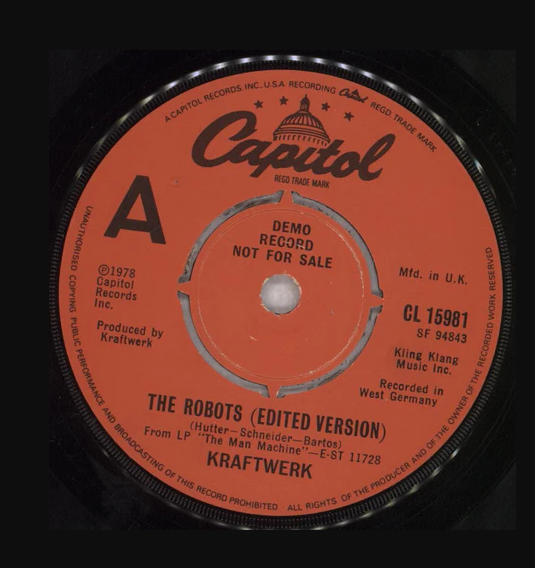 A CAPITOL RECORDS, INC., U.S.A. RECORDING Capitol REGD. TRADE MARK
Capitol
REGD TRADE MARK
A
DEMO
RECORD
NOT FOR SALE
℗1978
Capitol
Records
Inc.
Produced by
Kraftwerk
Mfd. in U.K.
CL 15981
SF 94843
Kling Klang
Music Inc.
Recorded in
West Germany
THE ROBOTS (EDITED VERSION)
(Hutter–Schneider–Bartos)
From LP "The Man Machine"–E-ST 11728
KRAFTWERK
UNAUTHORISED COPYING PUBLIC PERFORMANCE AND BROADCASTING OF THIS RECORD PROHIBITED · ALL RIGHTS OF THE PRODUCER AND OF THE OWNER OF THE RECORDED WORK RESERVED